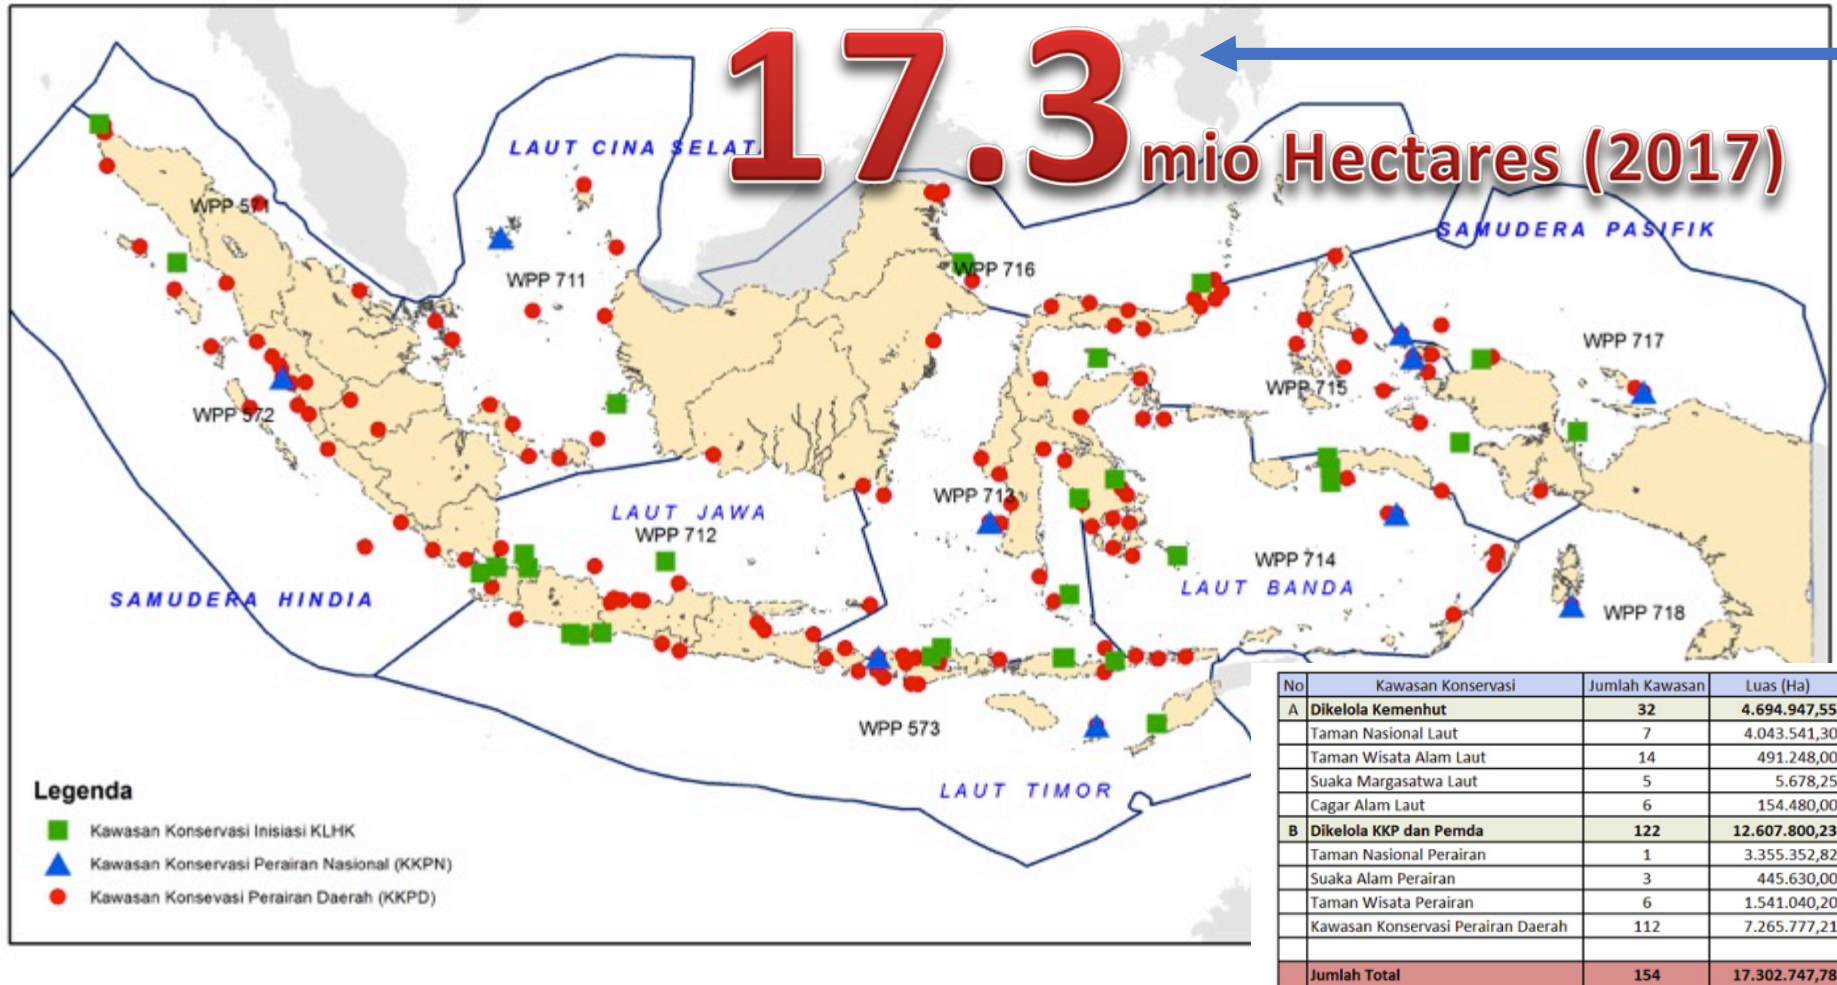 17.3 mio Hectares (2017)
LAUT CINA SELAT
SAMUDERA PASIFIK
WPP 571
WPP 711
WPP 716
WPP 717
WPP 715
WPP 572
WPP 713
LAUT JAWA
WPP 712
WPP 714
LAUT BANDA
SAMUDERA HINDIA
WPP 718
WPP 573
LAUT TIMOR
Legenda
Kawasan Konservasi Inisiasi KLHK
Kawasan Konservasi Perairan Nasional (KKPN)
Kawasan Konsevasi Perairan Daerah (KKPD)
No Kawasan Konservasi Jumlah Kawasan Luas (Ha)
A Dikelola Kemenhut 32 4.694.947,55
Taman Nasional Laut 7 4.043.541,30
Taman Wisata Alam Laut 14 491.248,00
Suaka Margasatwa Laut 5 5.678,25
Cagar Alam Laut 6 154.480,00
B Dikelola KKP dan Pemda 122 12.607.800,23
Taman Nasional Perairan 1 3.355.352,82
Suaka Alam Perairan 3 445.630,00
Taman Wisata Perairan 6 1.541.040,20
Kawasan Konservasi Perairan Daerah 112 7.265.777,21
Jumlah Total 154 17.302.747,78